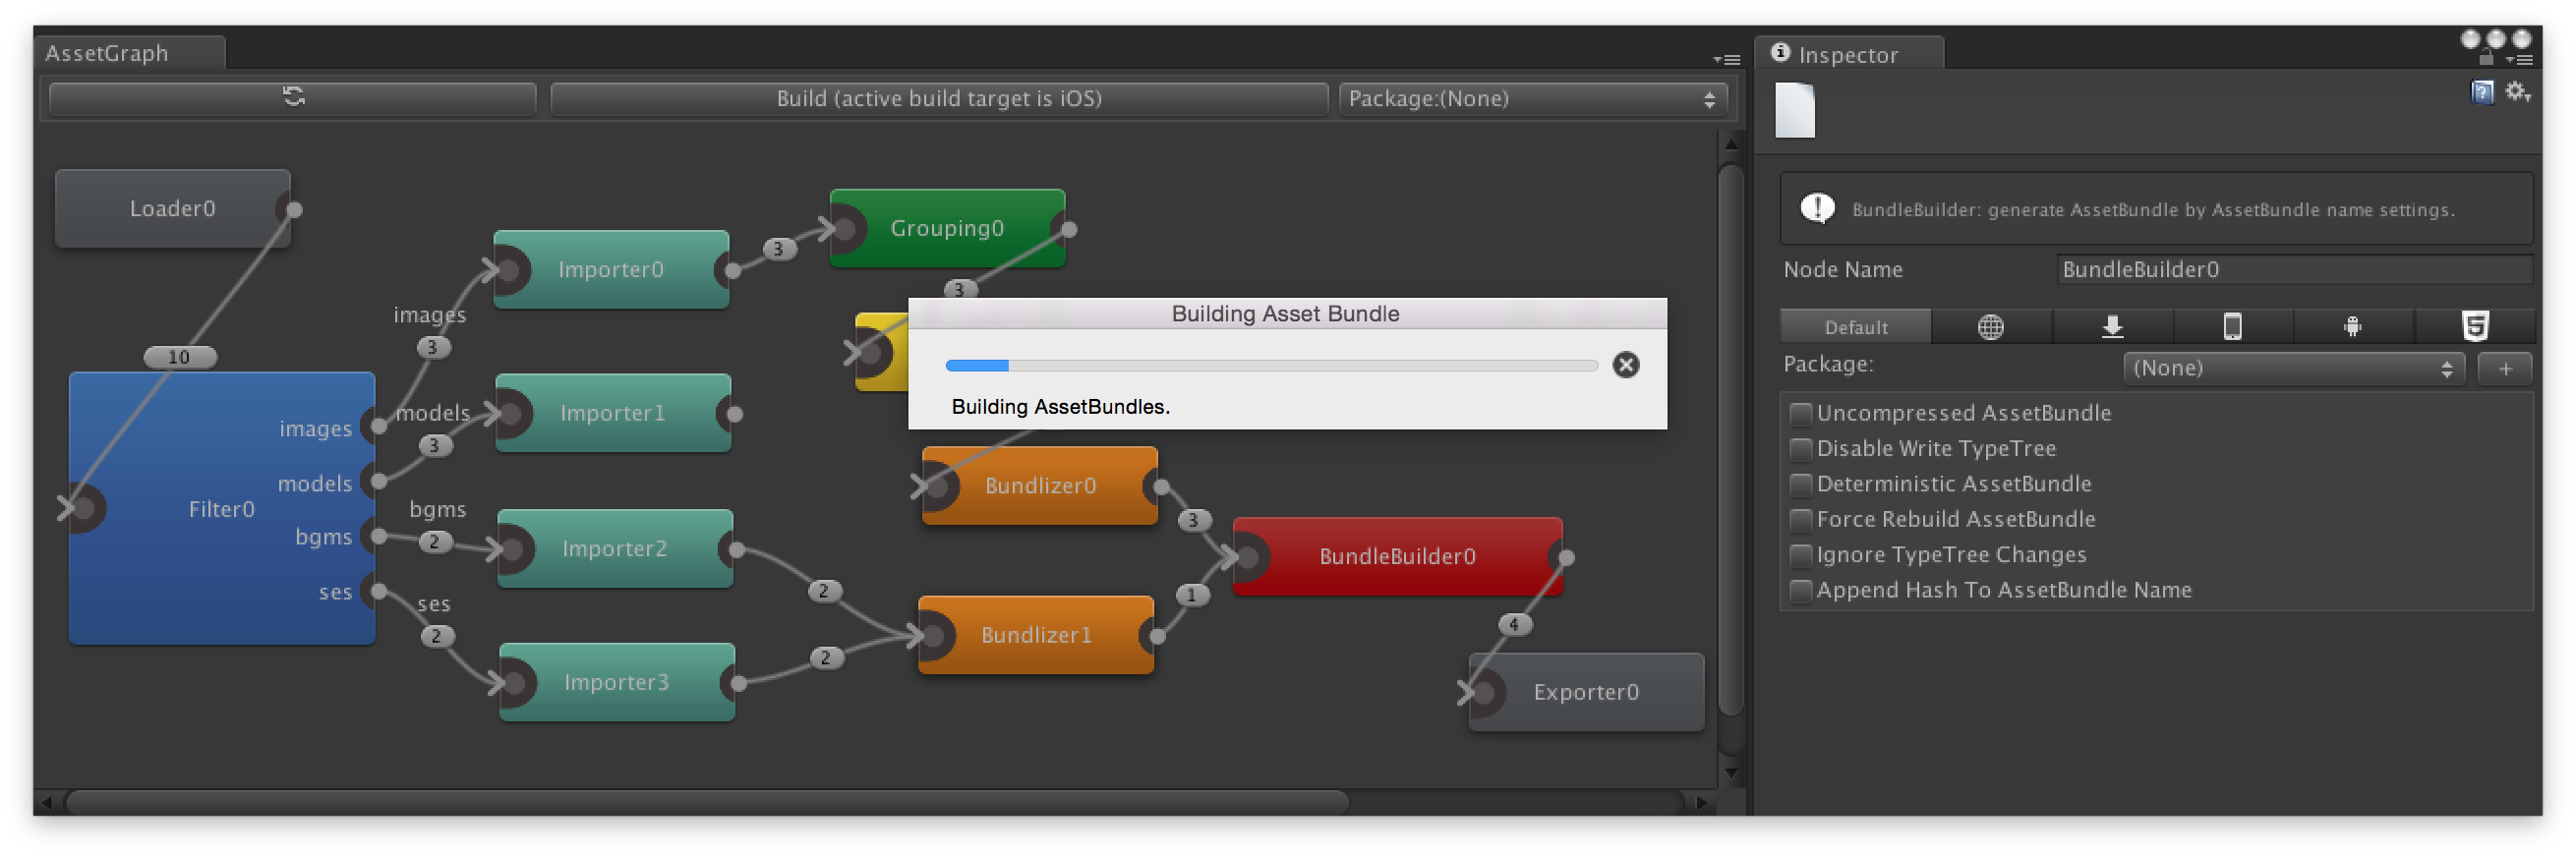 AssetGraph
Build (active build target is iOS)
Package:(None)
Loader0
10
Filter0
images
models
bgms
ses
images
3
models
3
bgms
2
ses
2
Importer0
Importer1
Importer2
Importer3
3
Grouping0
3
2
2
Building Asset Bundle
Building AssetBundles.
Bundlizer0
Bundlizer1
3
1
BundleBuilder0
4
Exporter0
Inspector
BundleBuilder: generate AssetBundle by AssetBundle name settings.
Node Name
BundleBuilder0
Default
5
Package:
(None)
+
Uncompressed AssetBundle
Disable Write TypeTree
Deterministic AssetBundle
Force Rebuild AssetBundle
Ignore TypeTree Changes
Append Hash To AssetBundle Name